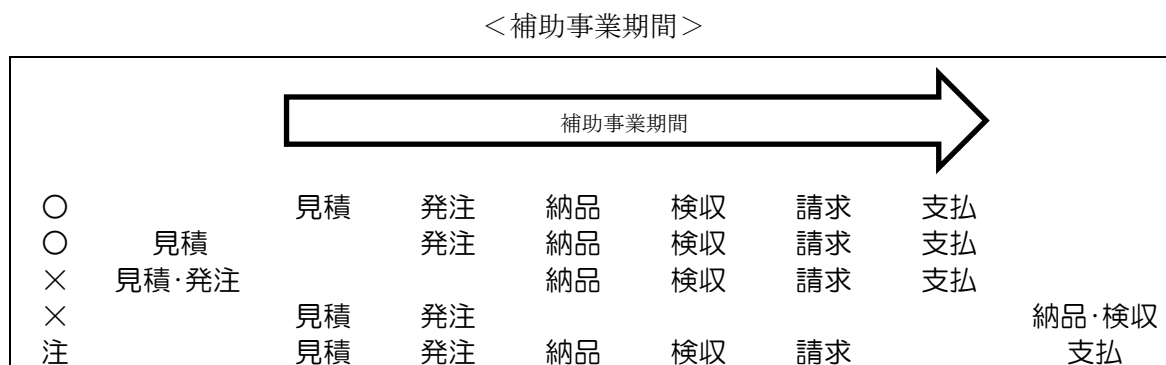 ＜補助事業期間＞
補助事業期間
○ 見積 発注 納品 検収 請求 支払
○ 見積 発注 納品 検収 請求 支払
× 見積・発注 納品 検収 請求 支払
× 見積 発注 納品・検収
注 見積 発注 納品 検収 請求 支払